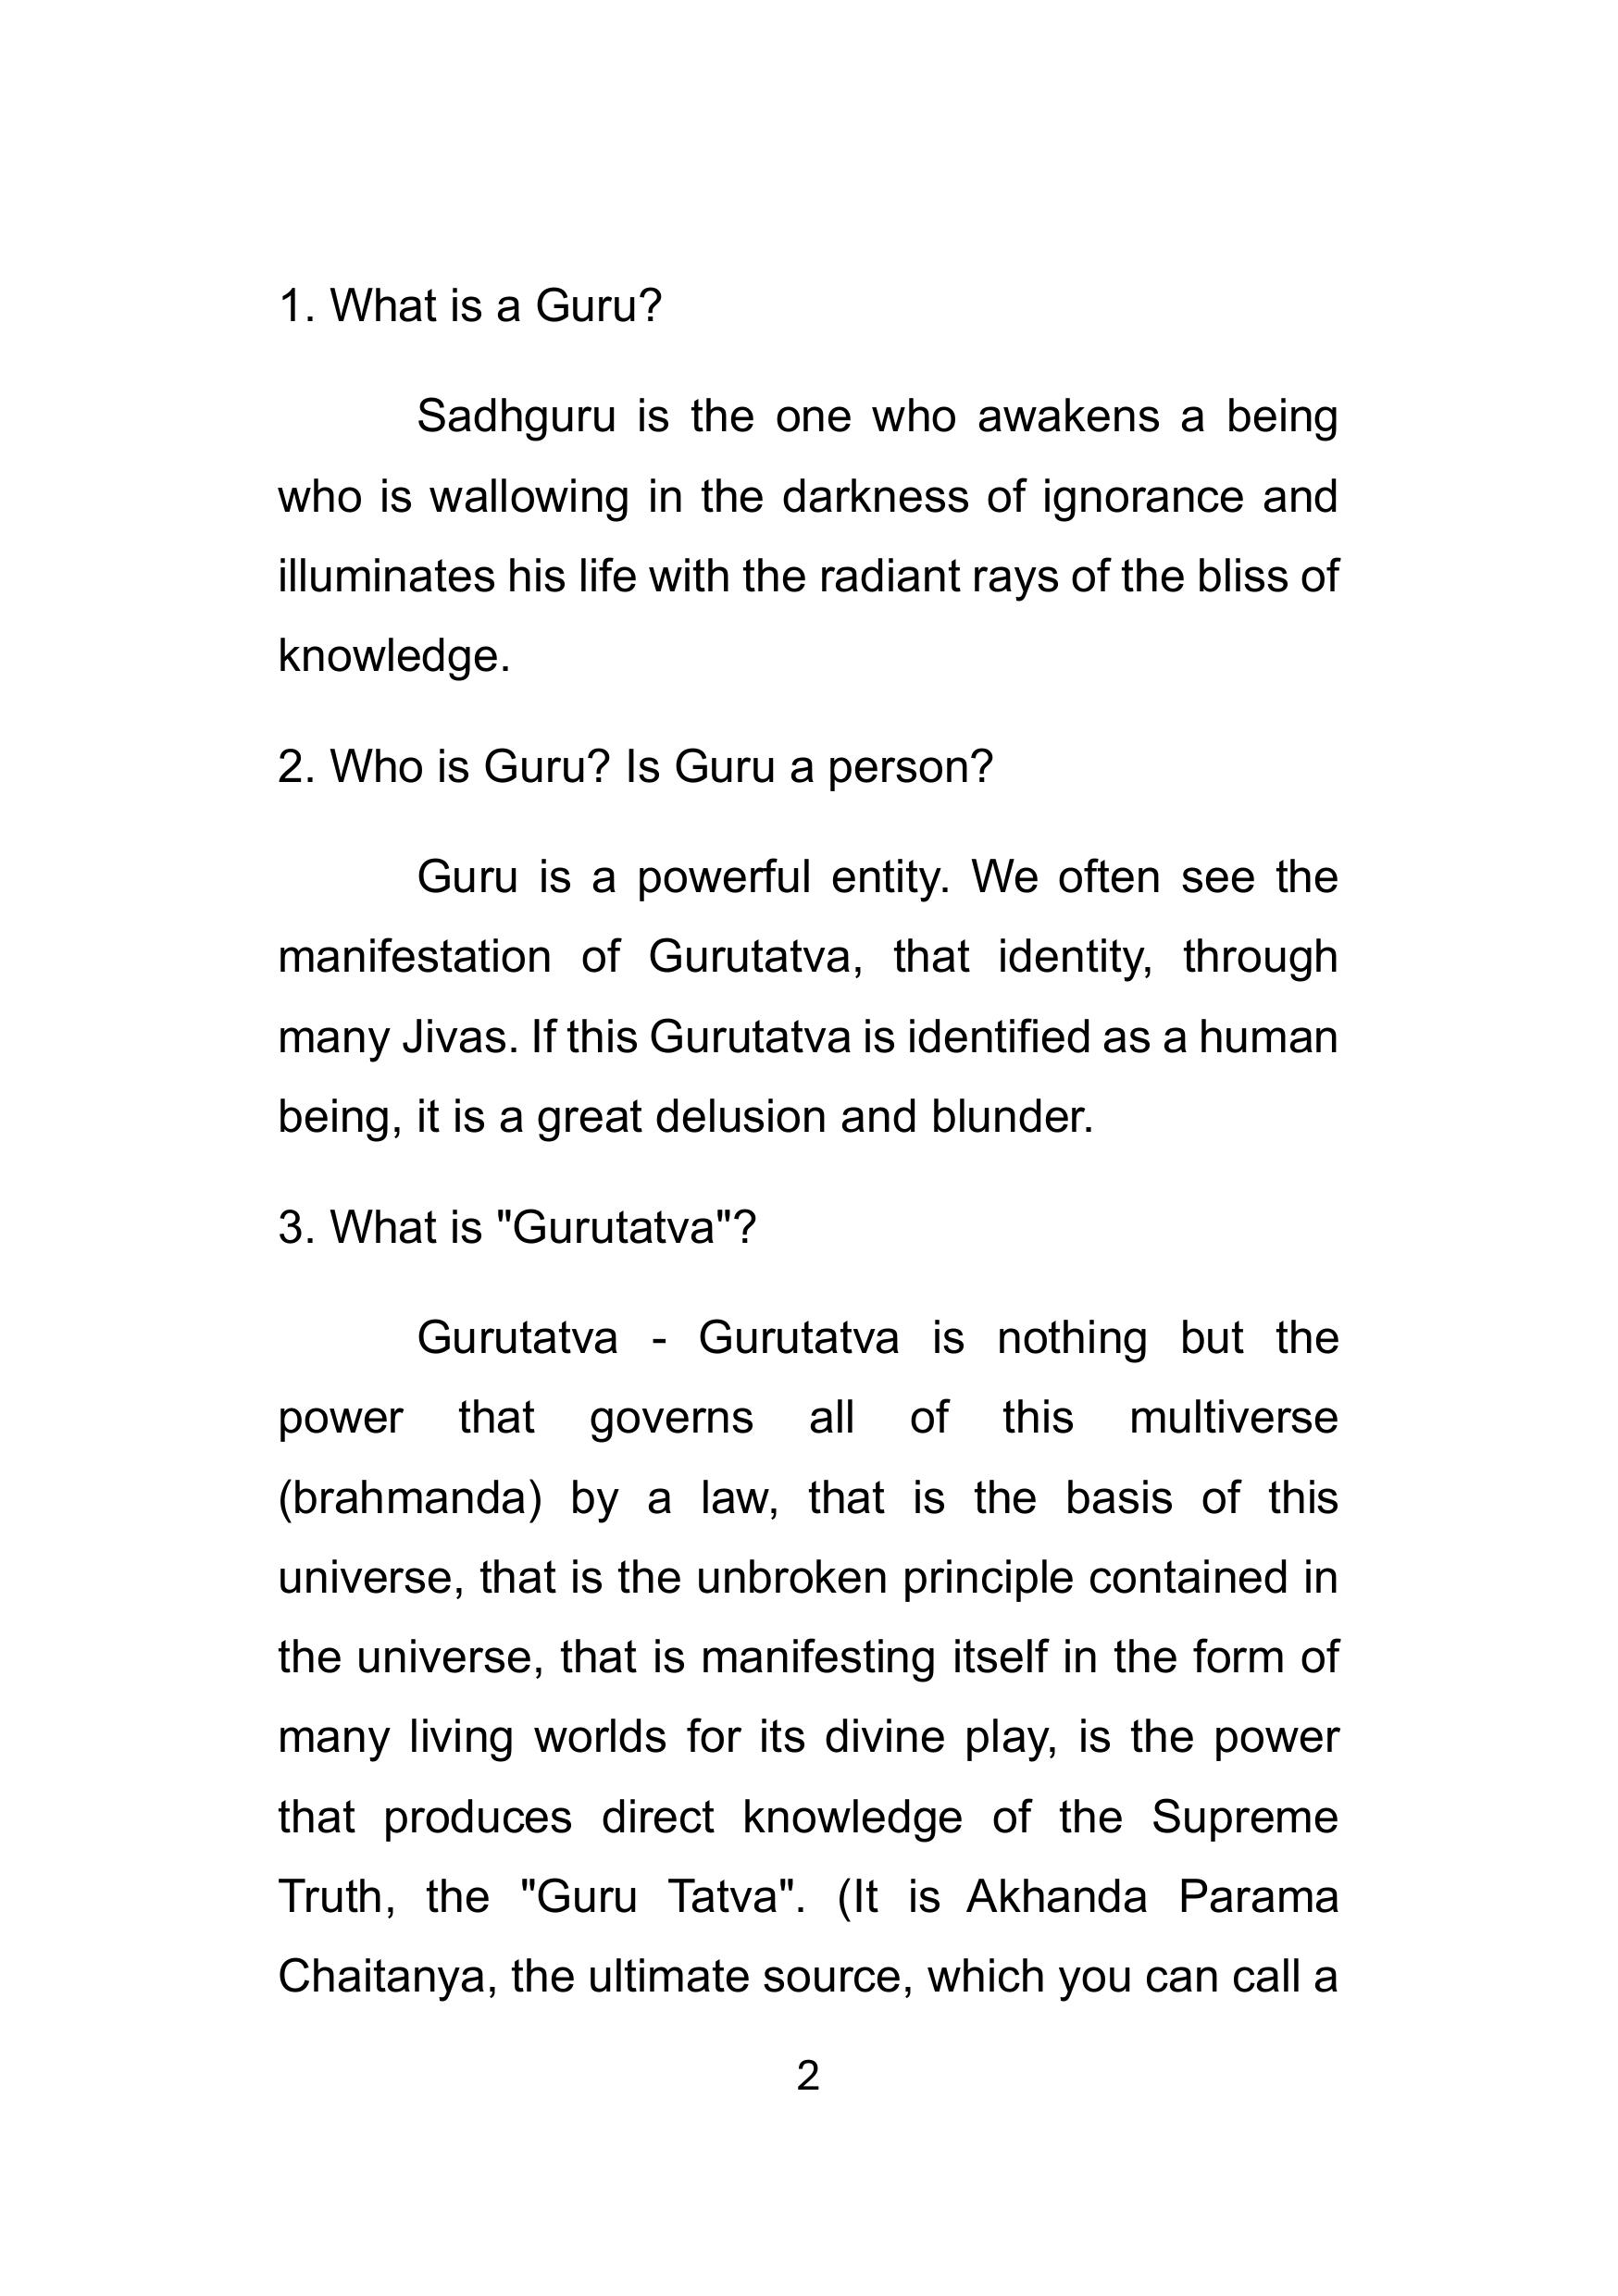 1. What is a Guru?
Sadhguru is the one who awakens a being
who is wallowing in the darkness of ignorance and
illuminates his life with the radiant rays of the bliss of
knowledge.
2. Who is Guru? Is Guru a person?
Guru is a powerful entity. We often see the
manifestation of Gurutatva, that identity, through
many Jivas. If this Gurutatva is identified as a human
being, it is a great delusion and blunder.
3. What is "Gurutatva"?
Gurutatva - Gurutatva is nothing but the
power that governs all of this multiverse
(brahmanda) by a law, that is the basis of this
universe, that is the unbroken principle contained in
the universe, that is manifesting itself in the form of
many living worlds for its divine play, is the power
that produces direct knowledge of the Supreme
Truth, the "Guru Tatva". (It is Akhanda Parama
Chaitanya, the ultimate source, which you can call a
2